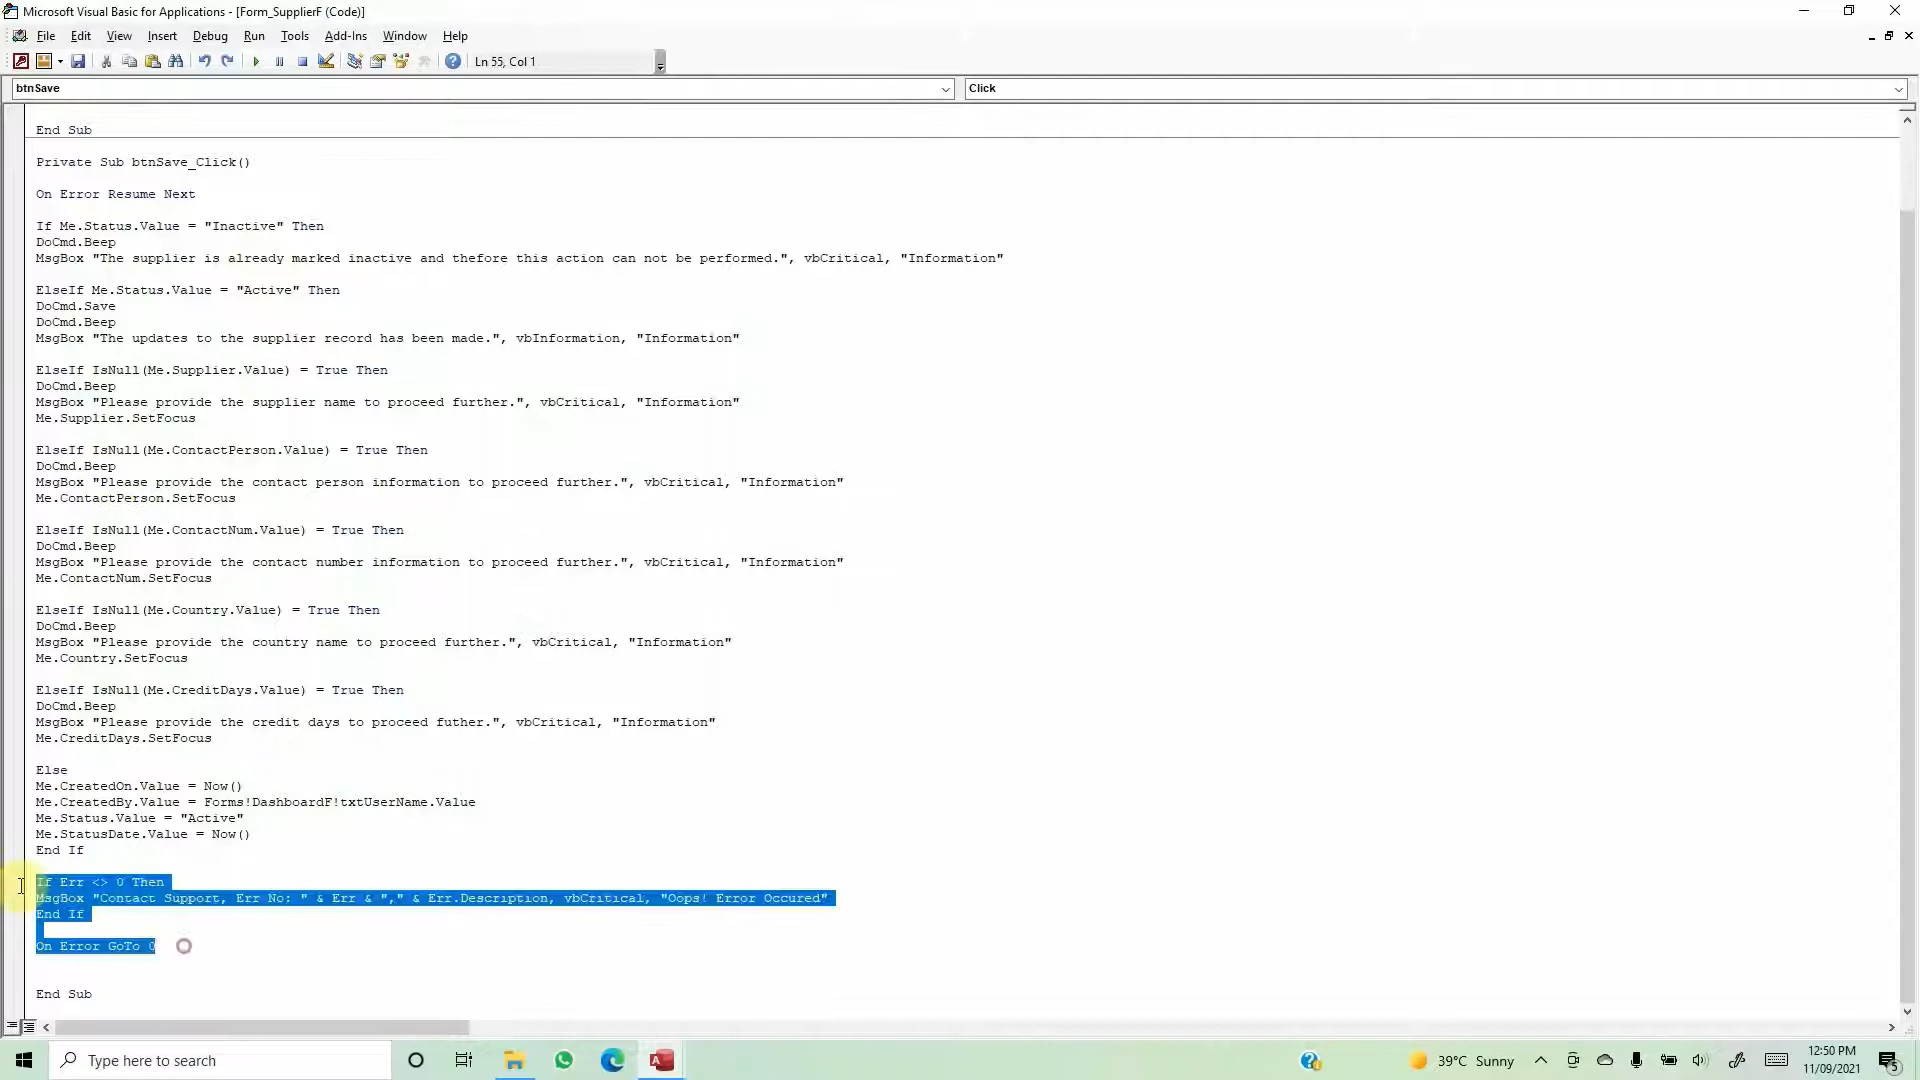 Microsoft Visual Basic for Applications - [Form_SupplierF (Code)]
File Edit View Insert Debug Run Tools Add-Ins Window Help
Ln 55, Col 1
btnSave
Click
End Sub
Private Sub btnSave_Click()
On Error Resume Next
If Me.Status.Value = "Inactive" Then
DoCmd.Beep
MsgBox "The supplier is already marked inactive and thefore this action can not be performed.", vbCritical, "Information"
ElseIf Me.Status.Value = "Active" Then
DoCmd.Save
DoCmd.Beep
MsgBox "The updates to the supplier record has been made.", vbInformation, "Information"
ElseIf IsNull(Me.Supplier.Value) = True Then
DoCmd.Beep
MsgBox "Please provide the supplier name to proceed further.", vbCritical, "Information"
Me.Supplier.SetFocus
ElseIf IsNull(Me.ContactPerson.Value) = True Then
DoCmd.Beep
MsgBox "Please provide the contact person information to proceed further.", vbCritical, "Information"
Me.ContactPerson.SetFocus
ElseIf IsNull(Me.ContactNum.Value) = True Then
DoCmd.Beep
MsgBox "Please provide the contact number information to proceed further.", vbCritical, "Information"
Me.ContactNum.SetFocus
ElseIf IsNull(Me.Country.Value) = True Then
DoCmd.Beep
MsgBox "Please provide the country name to proceed further.", vbCritical, "Information"
Me.Country.SetFocus
ElseIf IsNull(Me.CreditDays.Value) = True Then
DoCmd.Beep
MsgBox "Please provide the credit days to proceed futher.", vbCritical, "Information"
Me.CreditDays.SetFocus
Else
Me.CreatedOn.Value = Now()
Me.CreatedBy.Value = Forms!DashboardF!txtUserName.Value
Me.Status.Value = "Active"
Me.StatusDate.Value = Now()
End If
If Err <> 0 Then
MsgBox "Contact Support, Err No: " & Err & "," & Err.Description, vbCritical, "Oops! Error Occured"
End If
On Error GoTo 0
End Sub
Type here to search
39°C Sunny
12:50 PM
11/09/2021
5